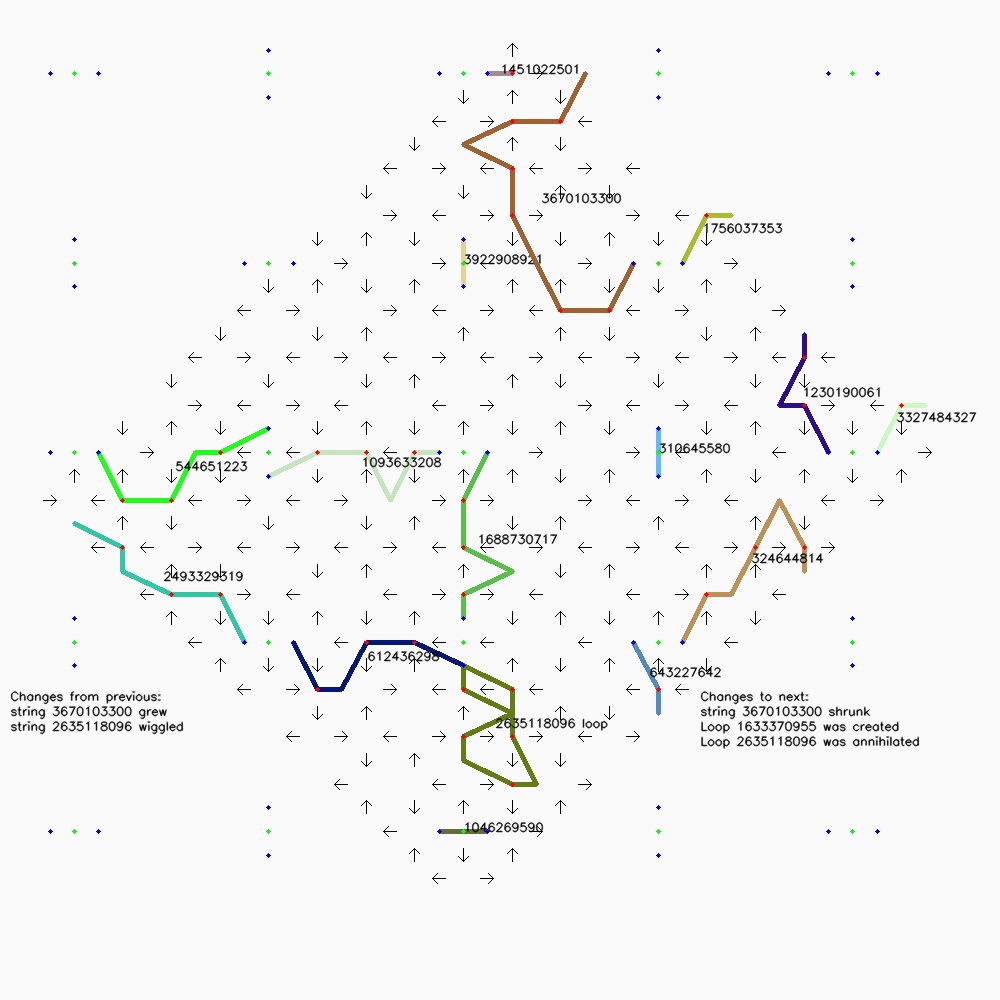 1451022501
3670103300
1756037353
3922908921
1230190061
3327484327
310645580
1093633208
544651223
1688730717
324644814
2493329319
612436298
643227642
Changes from previous:
string 3670103300 grew
string 2635118096 wiggled
Changes to next:
string 3670103300 shrunk
Loop 1633370955 was created
Loop 2635118096 was annihilated
2635118096 loop
1046269590